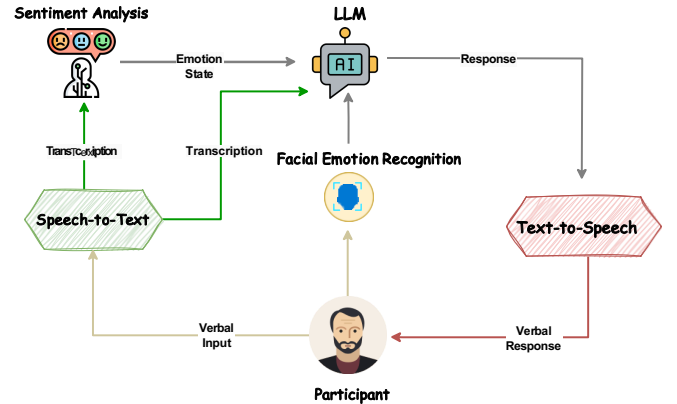 Sentiment Analysis
LLM
AI
Emotion
State
Response
Transcription
Facial Emotion Recognition
Speech-to-Text
Text-to-Speech
Verbal
Input
Verbal
Response
Participant